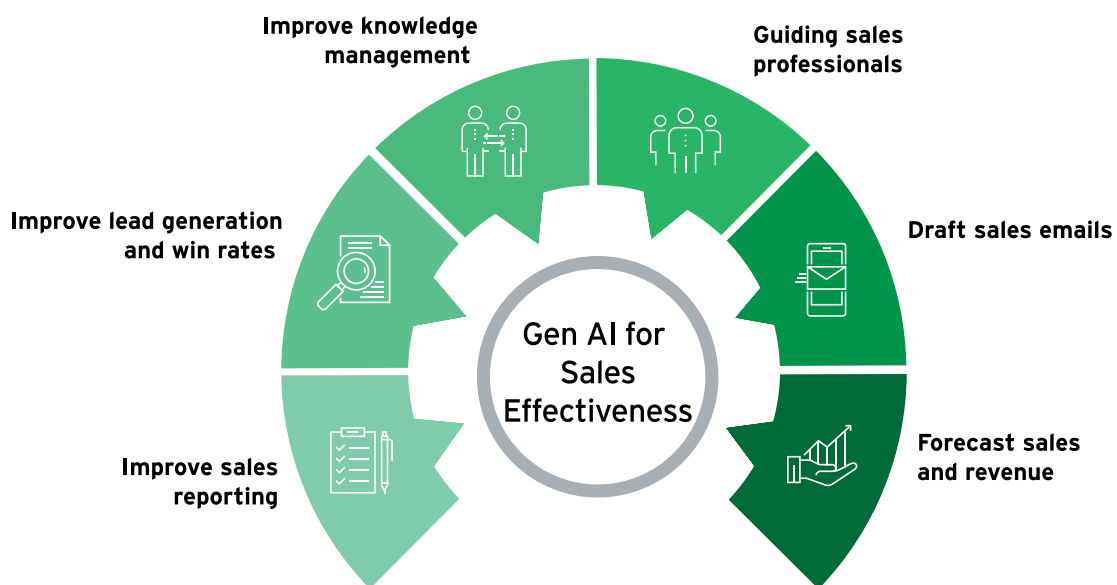 Improve knowledge
management
Guiding sales
professionals
Improve lead generation
and win rates
Draft sales emails
Gen AI for
Sales
Effectiveness
Improve sales
reporting
Forecast sales
and revenue